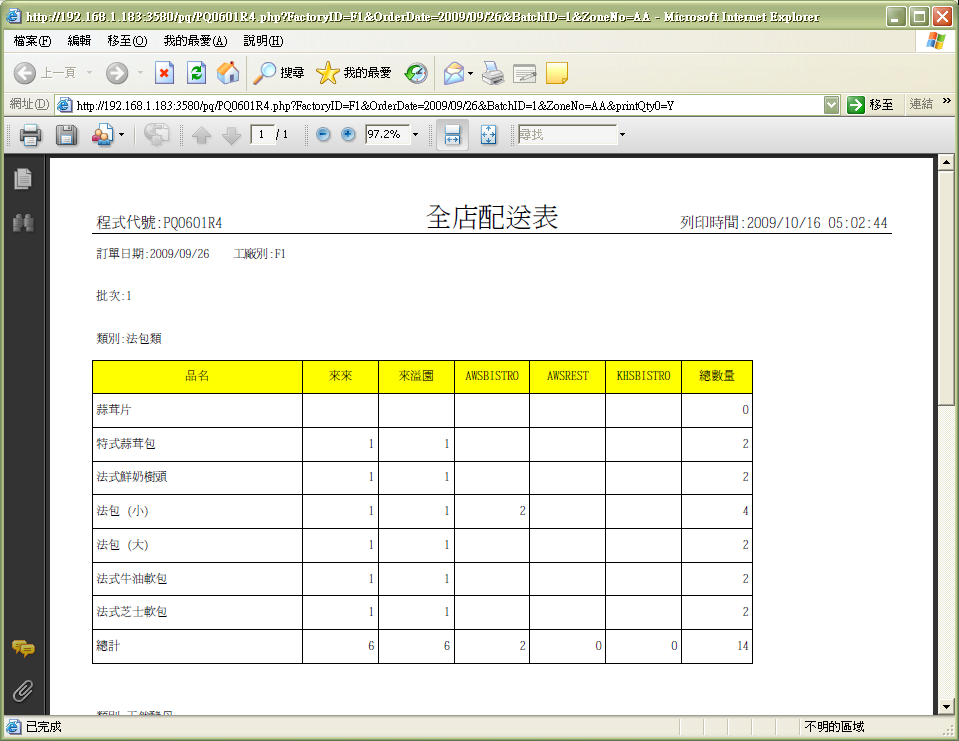 http://192.168.1.183:3580/pq/PQ0601R4.php?FactoryID=F1&OrderDate=2009/09/26&BatchID=1&ZoneNo=AA - Microsoft Internet Explorer
檔案(F) 編輯 移至(O) 我的最愛(A) 說明(H)
上一頁 搜尋 我的最愛
網址(D) http://192.168.1.183:3580/pq/PQ0601R4.php?FactoryID=F1&OrderDate=2009/09/26&BatchID=1&ZoneNo=AA&printQty0=Y 移至 連結 »
1 / 1 97.2% 尋找
程式代號:PQ0601R4 全店配送表 列印時間:2009/10/16 05:02:44
訂單日期:2009/09/26 工廠別:F1
批次:1
類別:法包類
品名 來來 來溢園 AWSBISTRO AWSREST KHSBISTRO 總數量
蒜茸片 0
特式蒜茸包 1 1 2
法式鮮奶樹頭 1 1 2
法包 (小) 1 1 2 4
法包 (大) 1 1 2
法式牛油軟包 1 1 2
法式芝士軟包 1 1 2
總計 6 6 2 0 0 14
已完成 不明的區域